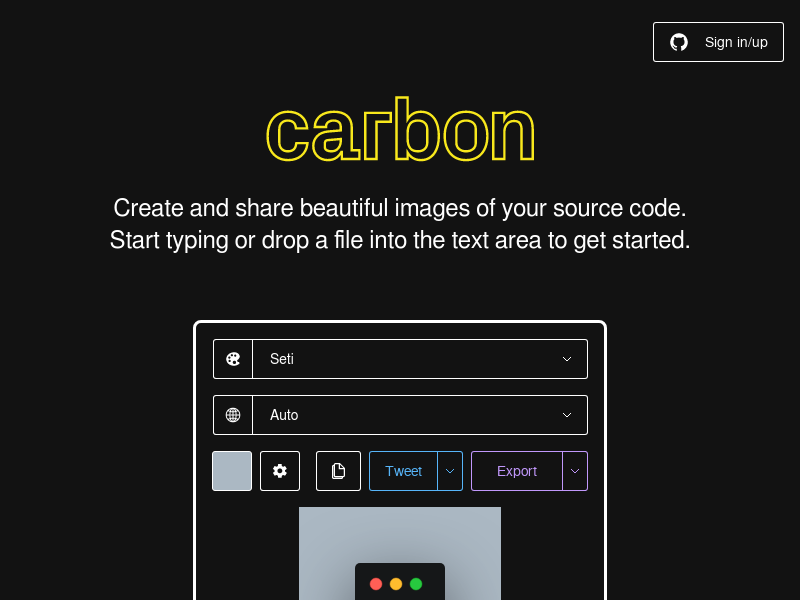 Sign in/up
carbon
Create and share beautiful images of your source code.
Start typing or drop a file into the text area to get started.
Seti
Auto
Tweet
Export